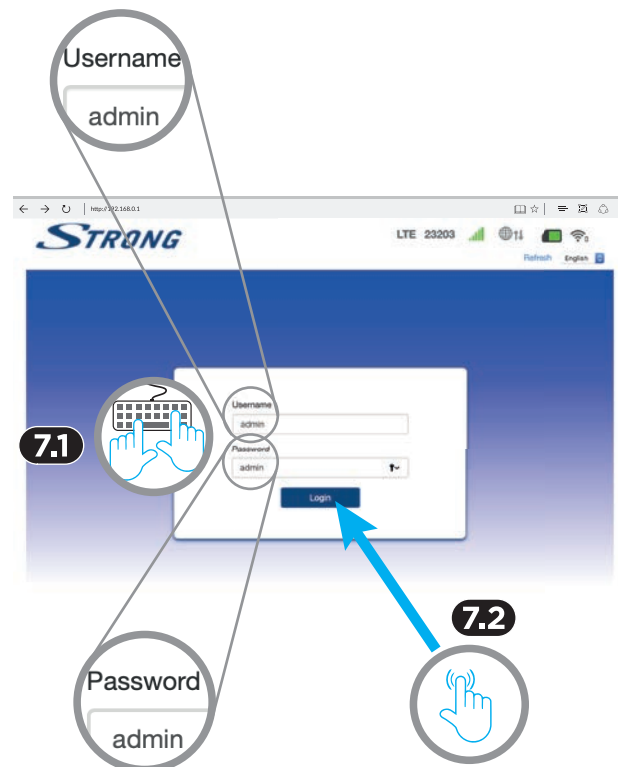 Username
admin
http://192.168.0.1
STRONG
LTE 23203
Refresh English
Username
admin
7.1
Password
admin
Login
7.2
Password
admin